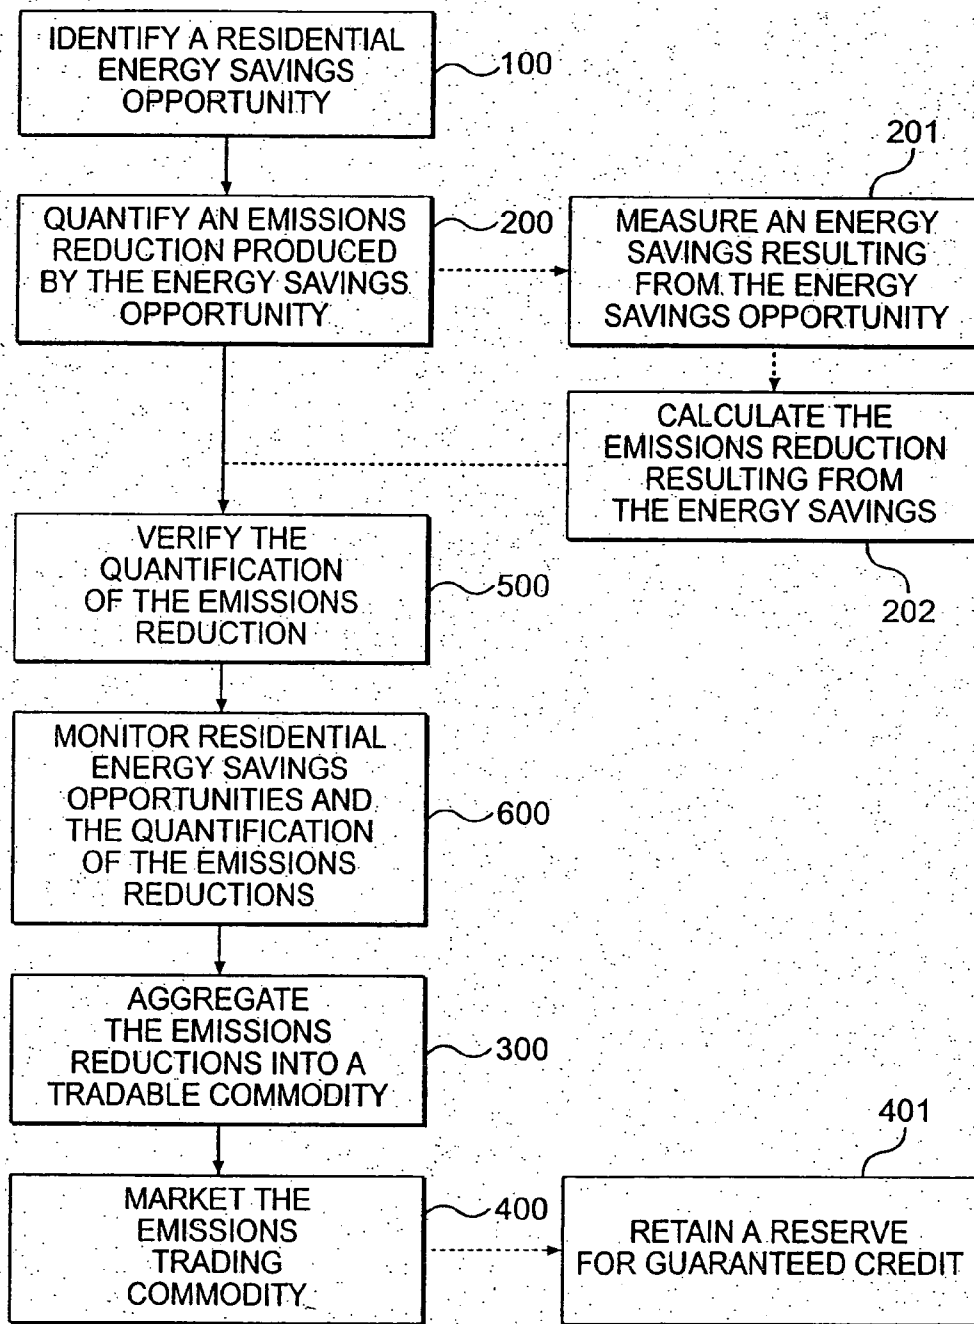 IDENTIFY A RESIDENTIAL
ENERGY SAVINGS
OPPORTUNITY
100
QUANTIFY AN EMISSIONS
REDUCTION PRODUCED
BY THE ENERGY SAVINGS
OPPORTUNITY
200
201
MEASURE AN ENERGY
SAVINGS RESULTING
FROM THE ENERGY
SAVINGS OPPORTUNITY
CALCULATE THE
EMISSIONS REDUCTION
RESULTING FROM
THE ENERGY SAVINGS
202
VERIFY THE
QUANTIFICATION
OF THE EMISSIONS
REDUCTION
500
MONITOR RESIDENTIAL
ENERGY SAVINGS
OPPORTUNITIES AND
THE QUANTIFICATION
OF THE EMISSIONS
REDUCTIONS
600
AGGREGATE
THE EMISSIONS
REDUCTIONS INTO A
TRADABLE COMMODITY
300
MARKET THE
EMISSIONS
TRADING
COMMODITY
400
401
RETAIN A RESERVE
FOR GUARANTEED CREDIT